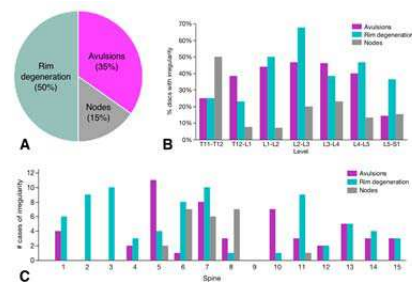 A
Rim
degeneration
(50%)
Avulsions
(35%)
Nodes
(15%)
B
% discs with irregularity
70%
60%
50%
40%
30%
20%
10%
0
Avulsions
Rim degeneration
Nodes
T11-T12 T12-L1 L1-L2 L2-L3 L3-L4 L4-L5 L5-S1
Level
C
# cases of irregularity
12
10
8
6
4
2
0
Avulsions
Rim degeneration
Nodes
1 2 3 4 5 6 7 8 9 10 11 12 13 14 15
Spine